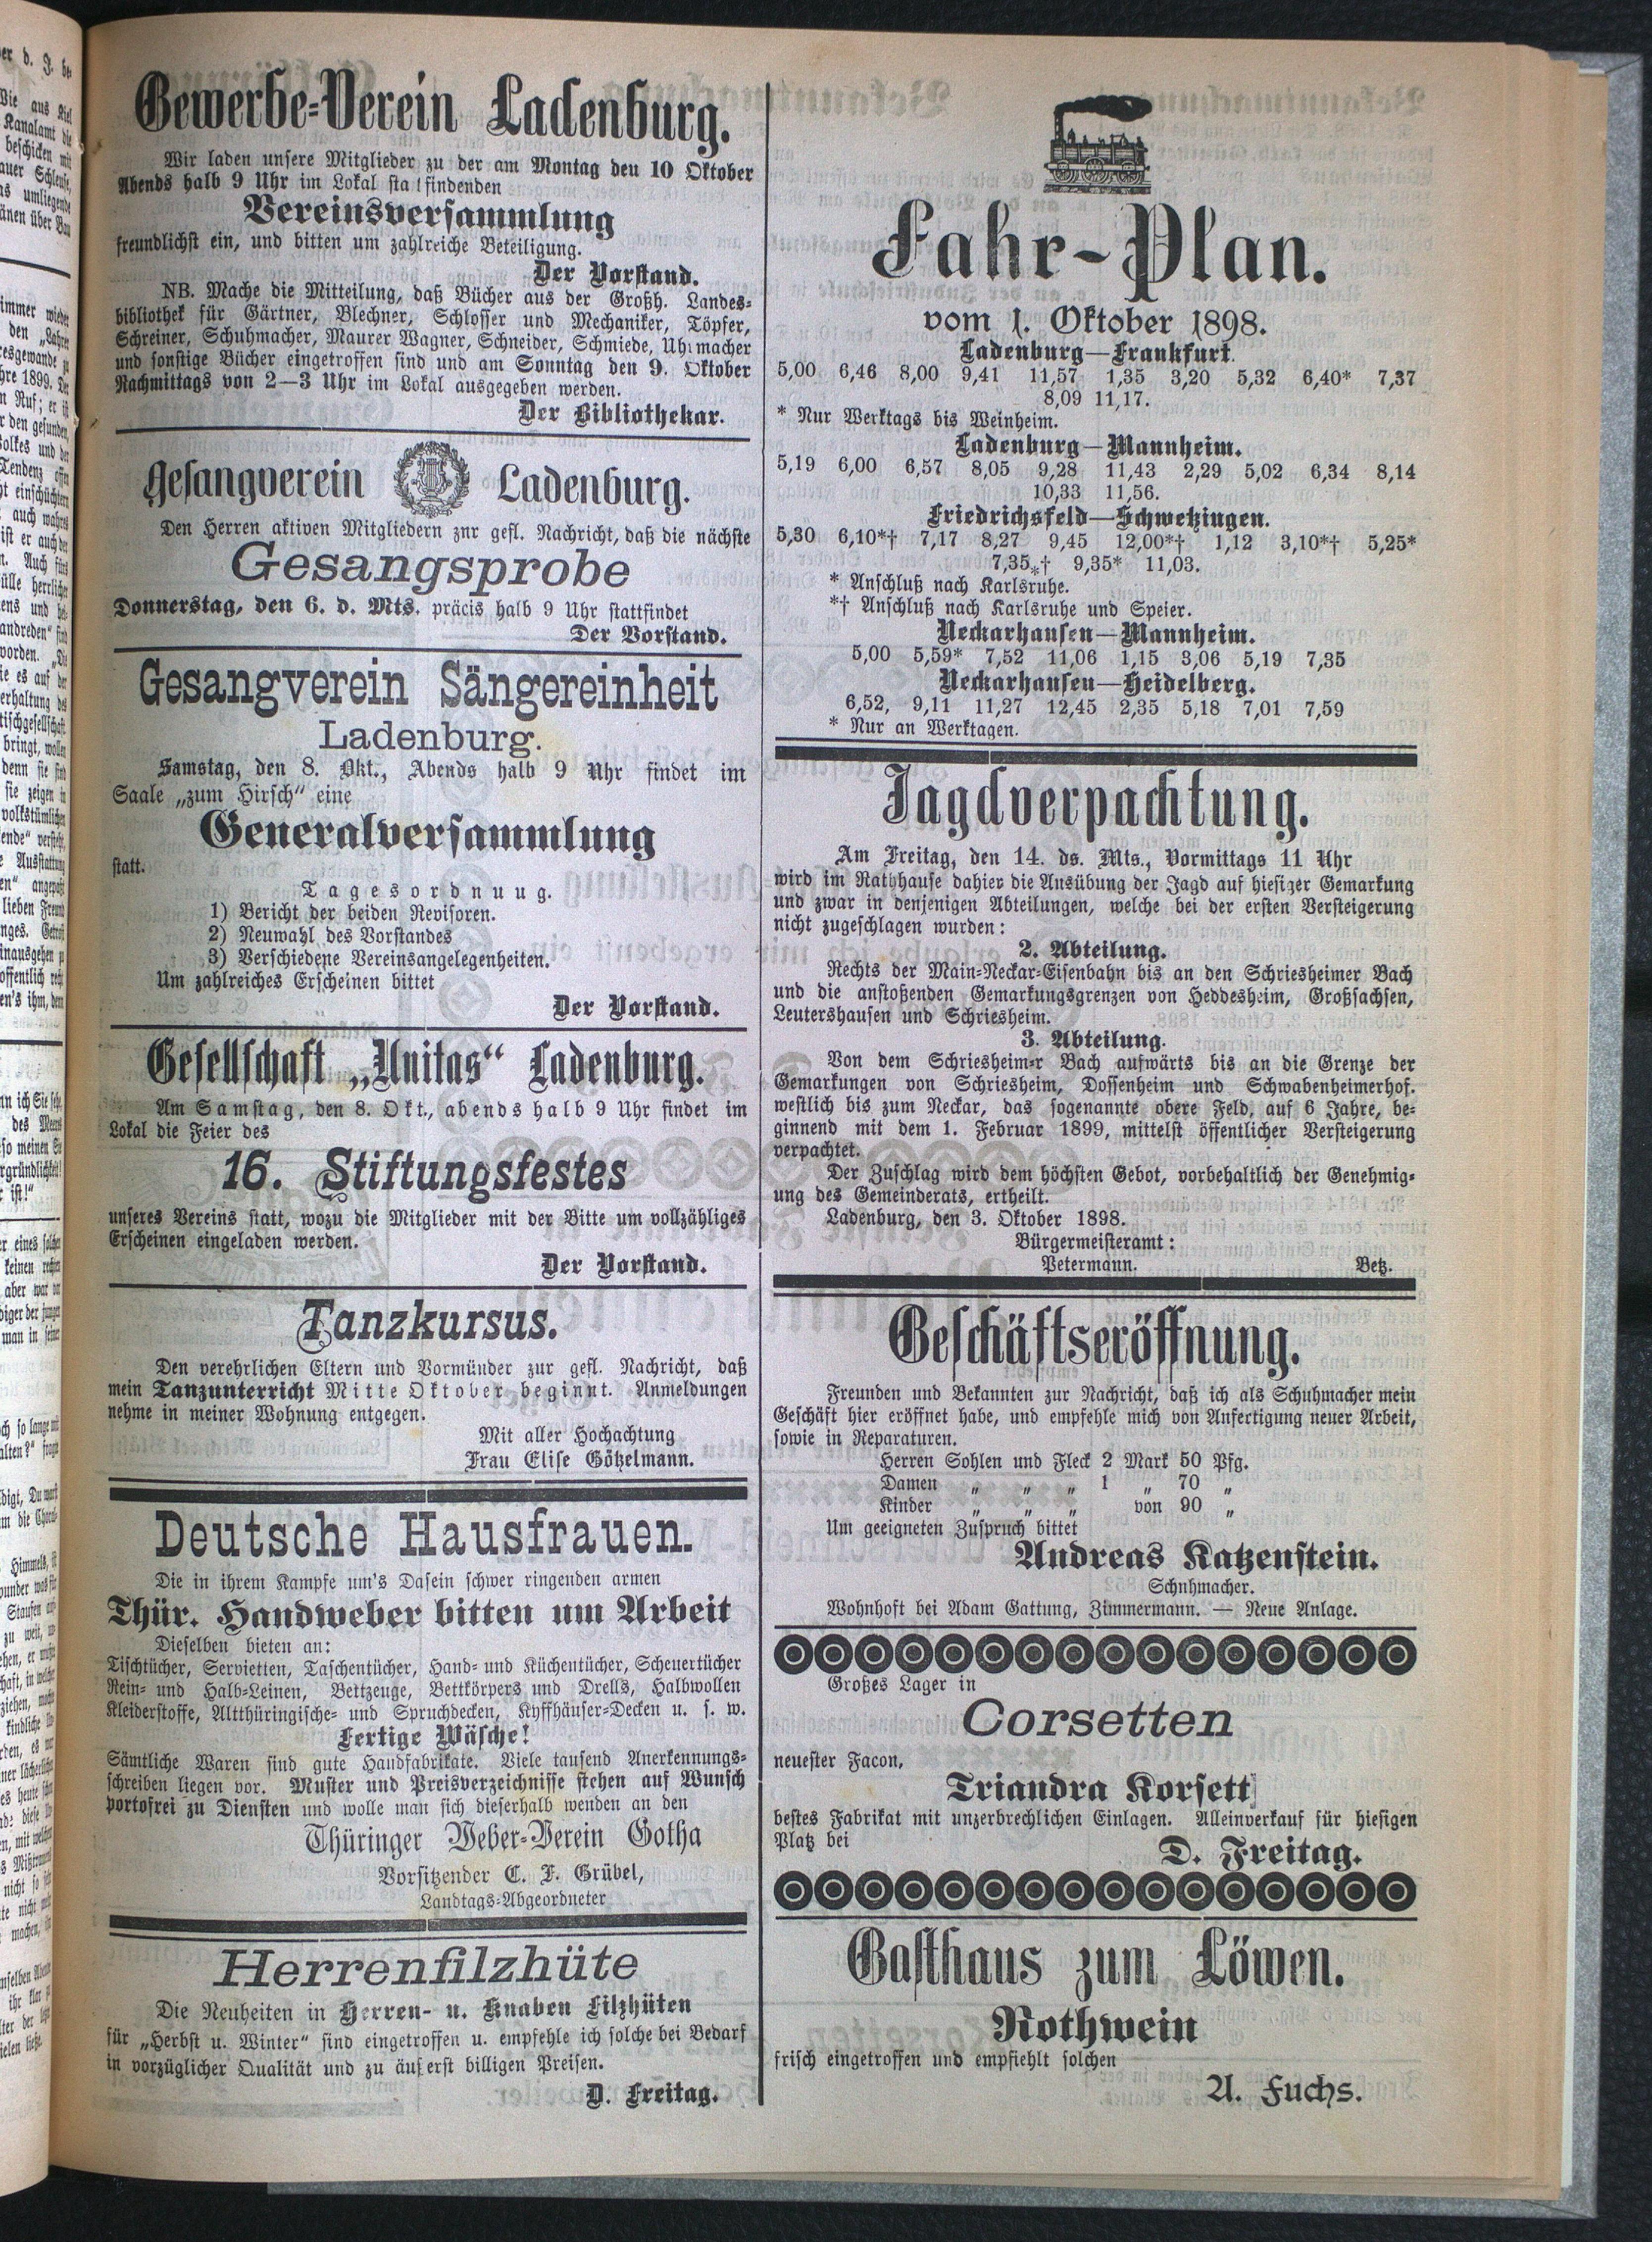 Gewerbe-Verein Ladenburg.
Wir laden unsere Mitglieder zu der am Montag den 10 Oktober
Abends halb 9 Uhr im Lokal stattfindenden
Vereinsversammlung
freundlichst ein, und bitten um zahlreiche Beteiligung.
Der Vorstand.
NB. Mache die Mitteilung, daß Bücher aus der Großh. Landes-
bibliothek für Gärtner, Blechner, Schlosser und Mechaniker, Töpfer,
Schreiner, Schuhmacher, Maurer Wagner, Schneider, Schmiede, Uhrmacher
und sonstige Bücher eingetroffen sind und am Sonntag den 9. Oktober
Nachmittags von 2—3 Uhr im Lokal ausgegeben werden.
Der Bibliothekar.
Gesangverein Ladenburg.
Den Herren aktiven Mitgliedern znr gefl. Nachricht, daß die nächste
Gesangsprobe
Donnerstag, den 6. d. Mts. präcis halb 9 Uhr stattfindet
Der Vorstand.
Gesangverein Sängereinheit
Ladenburg.
Samstag, den 8. Okt., Abends halb 9 Uhr findet im
Saale „zum Hirsch“ eine
Generalversammlung
statt.
Tagesordnuug.
1) Bericht der beiden Revisoren.
2) Neuwahl des Vorstandes
3) Verschiedene Vereinsangelegenheiten.
Um zahlreiches Erscheinen bittet
Der Vorstand.
Gesellschaft „Unitas“ Ladenburg.
Am Samstag, den 8. Okt., abends halb 9 Uhr findet im
Lokal die Feier des
16. Stiftungsfestes
unseres Vereins statt, wozu die Mitglieder mit der Bitte um vollzähliges
Erscheinen eingeladen werden.
Der Vorstand.
Tanzkursus.
Den verehrlichen Eltern und Vormünder zur gefl. Nachricht, daß
mein Tanzunterricht Mitte Oktober beginnt. Anmeldungen
nehme in meiner Wohnung entgegen.
Mit aller Hochachtung
Frau Elise Götzelmann.
Deutsche Hausfrauen.
Die in ihrem Kampfe um's Dasein schwer ringenden armen
Thür. Handweber bitten um Arbeit
Dieselben bieten an:
Tischtücher, Servietten, Taschentücher, Hand- und Küchentücher, Scheuertücher
Rein- und Halb-Leinen, Bettzeuge, Bettkörpers und Drells, Halbwollen
Kleiderstoffe, Altthüringische- und Spruchdecken, Kyffhäuser-Decken u. s. w.
Fertige Wäsche!
Sämtliche Waren sind gute Handfabrikate. Viele tausend Anerkennungs-
schreiben liegen vor. Muster und Preisverzeichnisse stehen auf Wunsch
portofrei zu Diensten und wolle man sich dieserhalb wenden an den
Thüringer Weber-Verein Gotha
Vorsitzender C. F. Grübel,
Landtags-Abgeordneter
Herrenfilzhüte
Die Neuheiten in Herren- u. Knaben Filzhüten
für „Herbst u. Winter“ sind eingetroffen u. empfehle ich solche bei Bedarf
in vorzüglicher Qualität und zu äußerst billigen Preisen.
D. Freitag.
Fahr-Plan.
vom 1. Oktober 1898.
Ladenburg—Frankfurt.
5,00 6,46 8,00 9,41 11,57 1,35 3,20 5,32 6,40* 7,37
8,09 11,17.
* Nur Werktags bis Weinheim.
Ladenburg—Mannheim.
5,19 6,00 6,57 8,05 9,28 11,43 2,29 5,02 6,34 8,14
10,33 11,56.
Friedrichsfeld—Schwetzingen.
5,30 6,10*† 7,17 8,27 9,45 12,00*† 1,12 3,10*† 5,25*
7,35*† 9,35* 11,03.
* Anschluß nach Karlsruhe.
*† Anschluß nach Karlsruhe und Speier.
Neckarhausen—Mannheim.
5,00 5,59* 7,52 11,06 1,15 3,06 5,19 7,35
Neckarhausen—Heidelberg.
6,52, 9,11 11,27 12,45 2,35 5,18 7,01 7,59
* Nur an Werktagen.
Jagdverpachtung.
Am Freitag, den 14. ds. Mts., Vormittags 11 Uhr
wird im Rathhause dahier die Ausübung der Jagd auf hiesiger Gemarkung
und zwar in denjenigen Abteilungen, welche bei der ersten Versteigerung
nicht zugeschlagen wurden:
2. Abteilung.
Rechts der Main-Neckar-Eisenbahn bis an den Schriesheimer Bach
und die anstoßenden Gemarkungsgrenzen von Heddesheim, Großsachsen,
Leutershausen und Schriesheim.
3. Abteilung.
Von dem Schriesheimer Bach aufwärts bis an die Grenze der
Gemarkungen von Schriesheim, Dossenheim und Schwabenheimerhof.
westlich bis zum Neckar, das sogenannte obere Feld, auf 6 Jahre, be-
ginnend mit dem 1. Februar 1899, mittelst öffentlicher Versteigerung
verpachtet.
Der Zuschlag wird dem höchsten Gebot, vorbehaltlich der Genehmig-
ung des Gemeinderats, ertheilt.
Ladenburg, den 3. Oktober 1898.
Bürgermeisteramt:
Petermann. Betz.
Geschäftseröffnung.
Freunden und Bekannten zur Nachricht, daß ich als Schuhmacher mein
Geschäft hier eröffnet habe, und empfehle mich von Anfertigung neuer Arbeit,
sowie in Reparaturen.
Herren Sohlen und Fleck 2 Mark 50 Pfg.
Damen „ „ „ 1 „ 70 „
Kinder „ „ „ von 90 „
Um geeigneten Zuspruch bittet
Andreas Katzenstein.
Schnhmacher.
Wohnhoft bei Adam Gattung, Zimmermann. — Neue Anlage.
Großes Lager in
Corsetten
neuester Facon,
Triandra Korsett
bestes Fabrikat mit unzerbrechlichen Einlagen. Alleinverkauf für hiesigen
Platz bei
D. Freitag.
Gasthaus zum Löwen.
Rothwein
frisch eingetroffen und empfiehlt solchen
A. Fuchs.